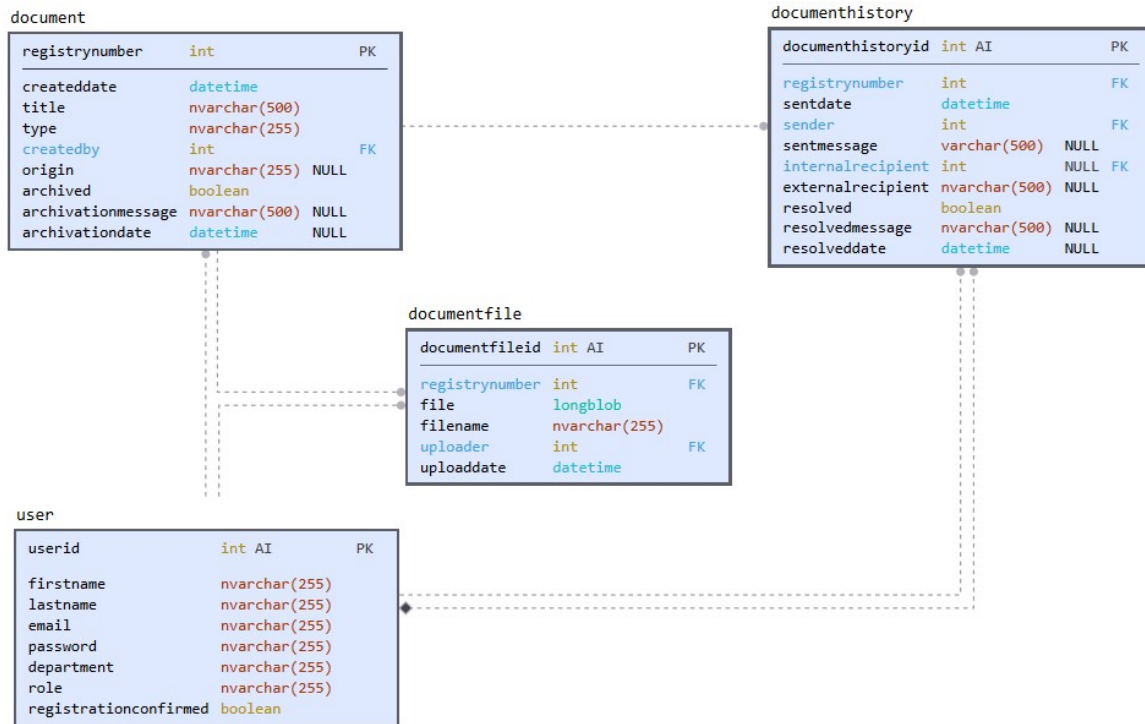 document
registrynumber int PK
createddate datetime
title nvarchar(500)
type nvarchar(255)
createdby int FK
origin nvarchar(255) NULL
archived boolean
archivationmessage nvarchar(500) NULL
archivationdate datetime NULL
documenthistory
documenthistoryid int AI PK
registrynumber int FK
sentdate datetime
sender int FK
sentmessage varchar(500) NULL
internalrecipient int NULL FK
externalrecipient nvarchar(500) NULL
resolved boolean
resolvedmessage nvarchar(500) NULL
resolveddate datetime NULL
documentfile
documentfileid int AI PK
registrynumber int FK
file longblob
filename nvarchar(255)
uploader int FK
uploaddate datetime
user
userid int AI PK
firstname nvarchar(255)
lastname nvarchar(255)
email nvarchar(255)
password nvarchar(255)
department nvarchar(255)
role nvarchar(255)
registrationconfirmed boolean